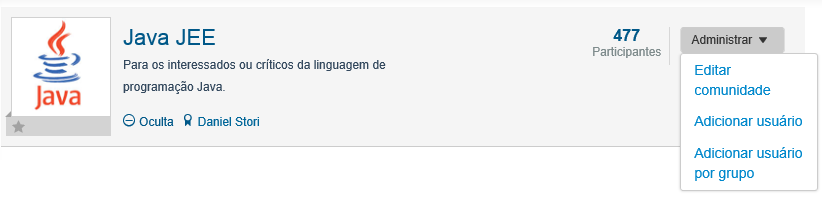 Java JEE
Para os interessados ou críticos da linguagem de
programação Java.
Oculta Daniel Stori
Java
477
Participantes
Administrar
Editar
comunidade
Adicionar usuário
Adicionar usuário
por grupo